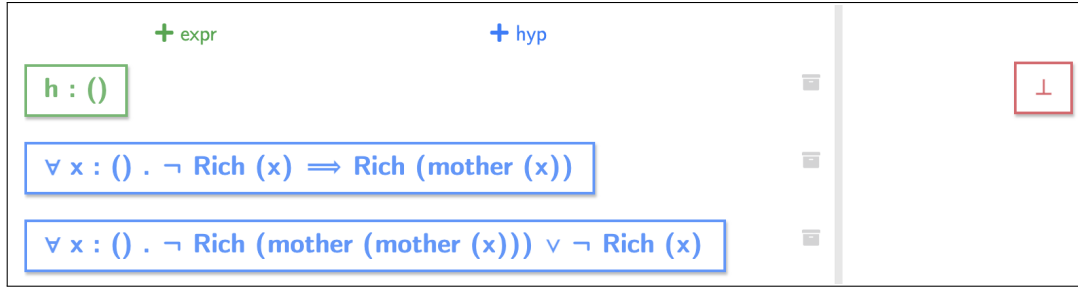 + expr + hyp
h : () ⊥
∀ x : () . ¬ Rich (x) ⟹ Rich (mother (x))
∀ x : () . ¬ Rich (mother (mother (x))) ∨ ¬ Rich (x)